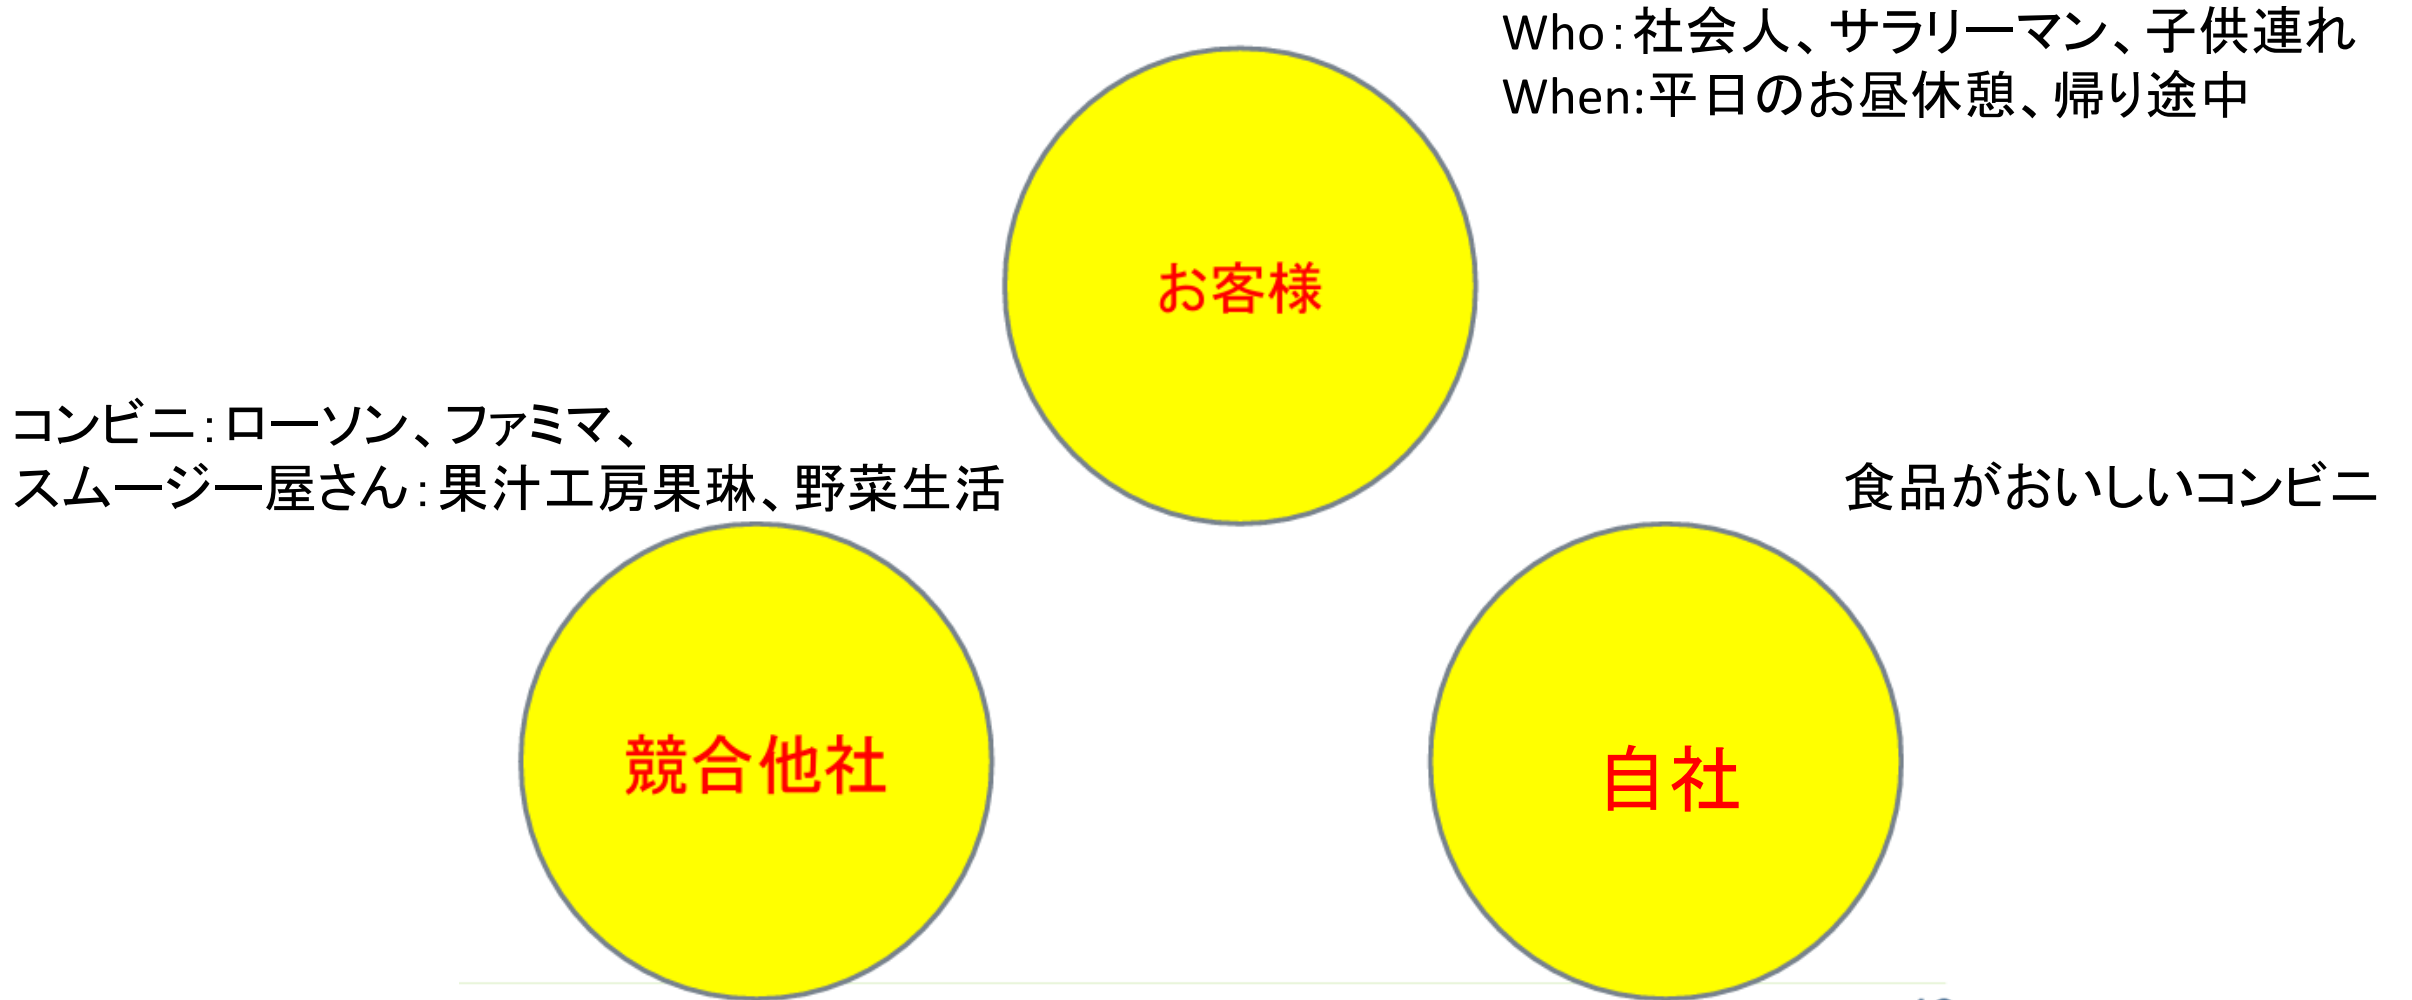 Who：社会人、サラリーマン、子供連れ
When:平日のお昼休憩、帰り途中
お客様
コンビニ：ローソン、ファミマ、
スムージー屋さん：果汁工房果琳、野菜生活
食品がおいしいコンビニ
競合他社
自社